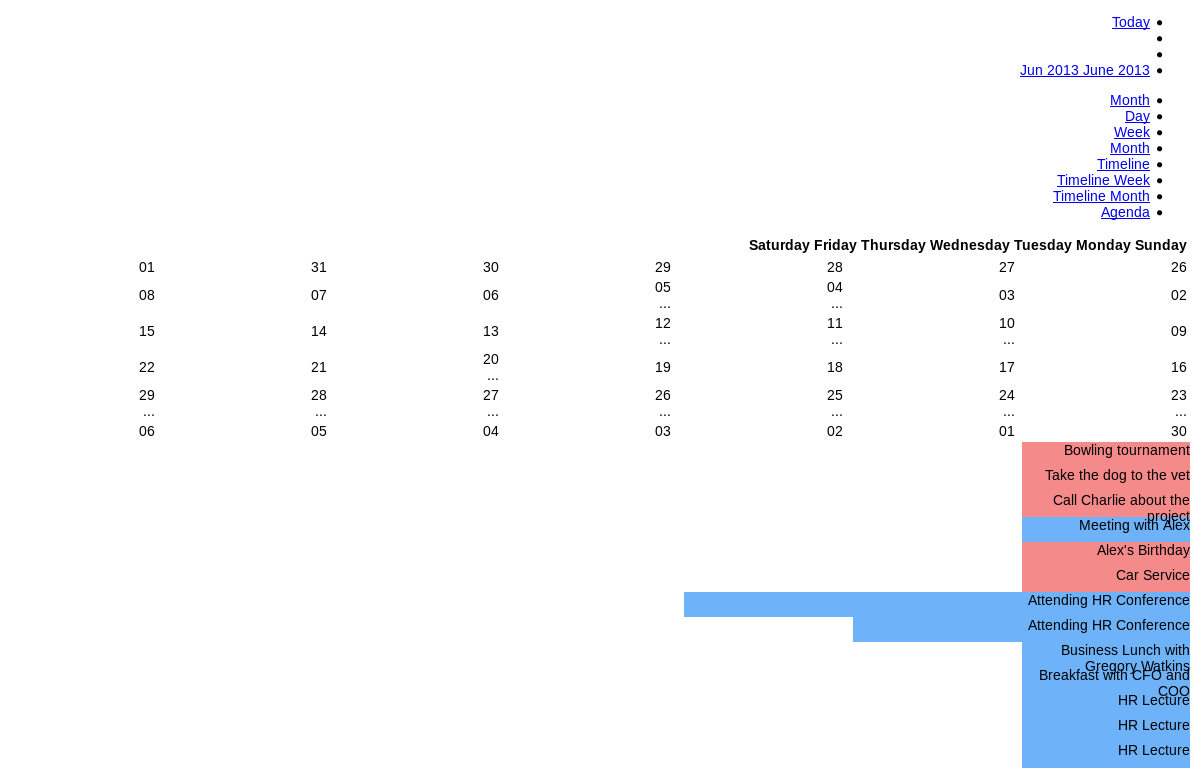 Today
Jun 2013 June 2013
Month
Day
Week
Month
Timeline
Timeline Week
Timeline Month
Agenda
Saturday Friday Thursday Wednesday Tuesday Monday Sunday
01 31 30 29 28 27 26
08 07 06 05 04 03 02
... ...
15 14 13 12 11 10 09
... ... ...
22 21 20 19 18 17 16
...
29 28 27 26 25 24 23
... ... ... ... ... ... ...
06 05 04 03 02 01 30
Bowling tournament
Take the dog to the vet
Call Charlie about the
project
Meeting with Alex
Alex's Birthday
Car Service
Attending HR Conference
Attending HR Conference
Business Lunch with
Gregory Watkins
Breakfast with CFO and
COO
HR Lecture
HR Lecture
HR Lecture